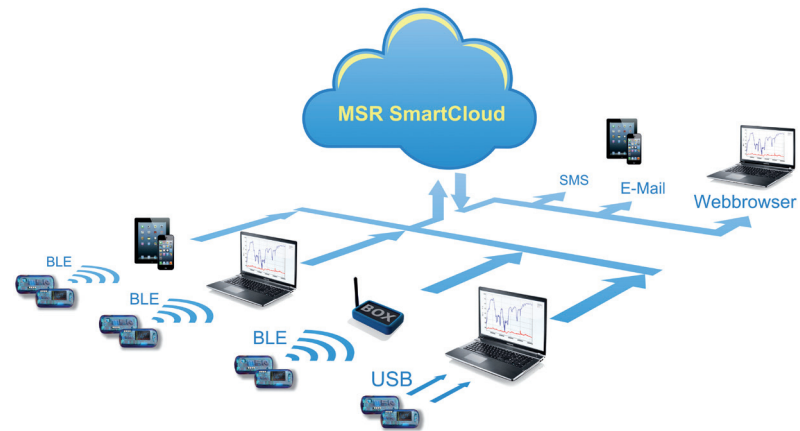 MSR SmartCloud
SMS
E-Mail
Webbrowser
BLE
BLE
BLE
BOX
USB